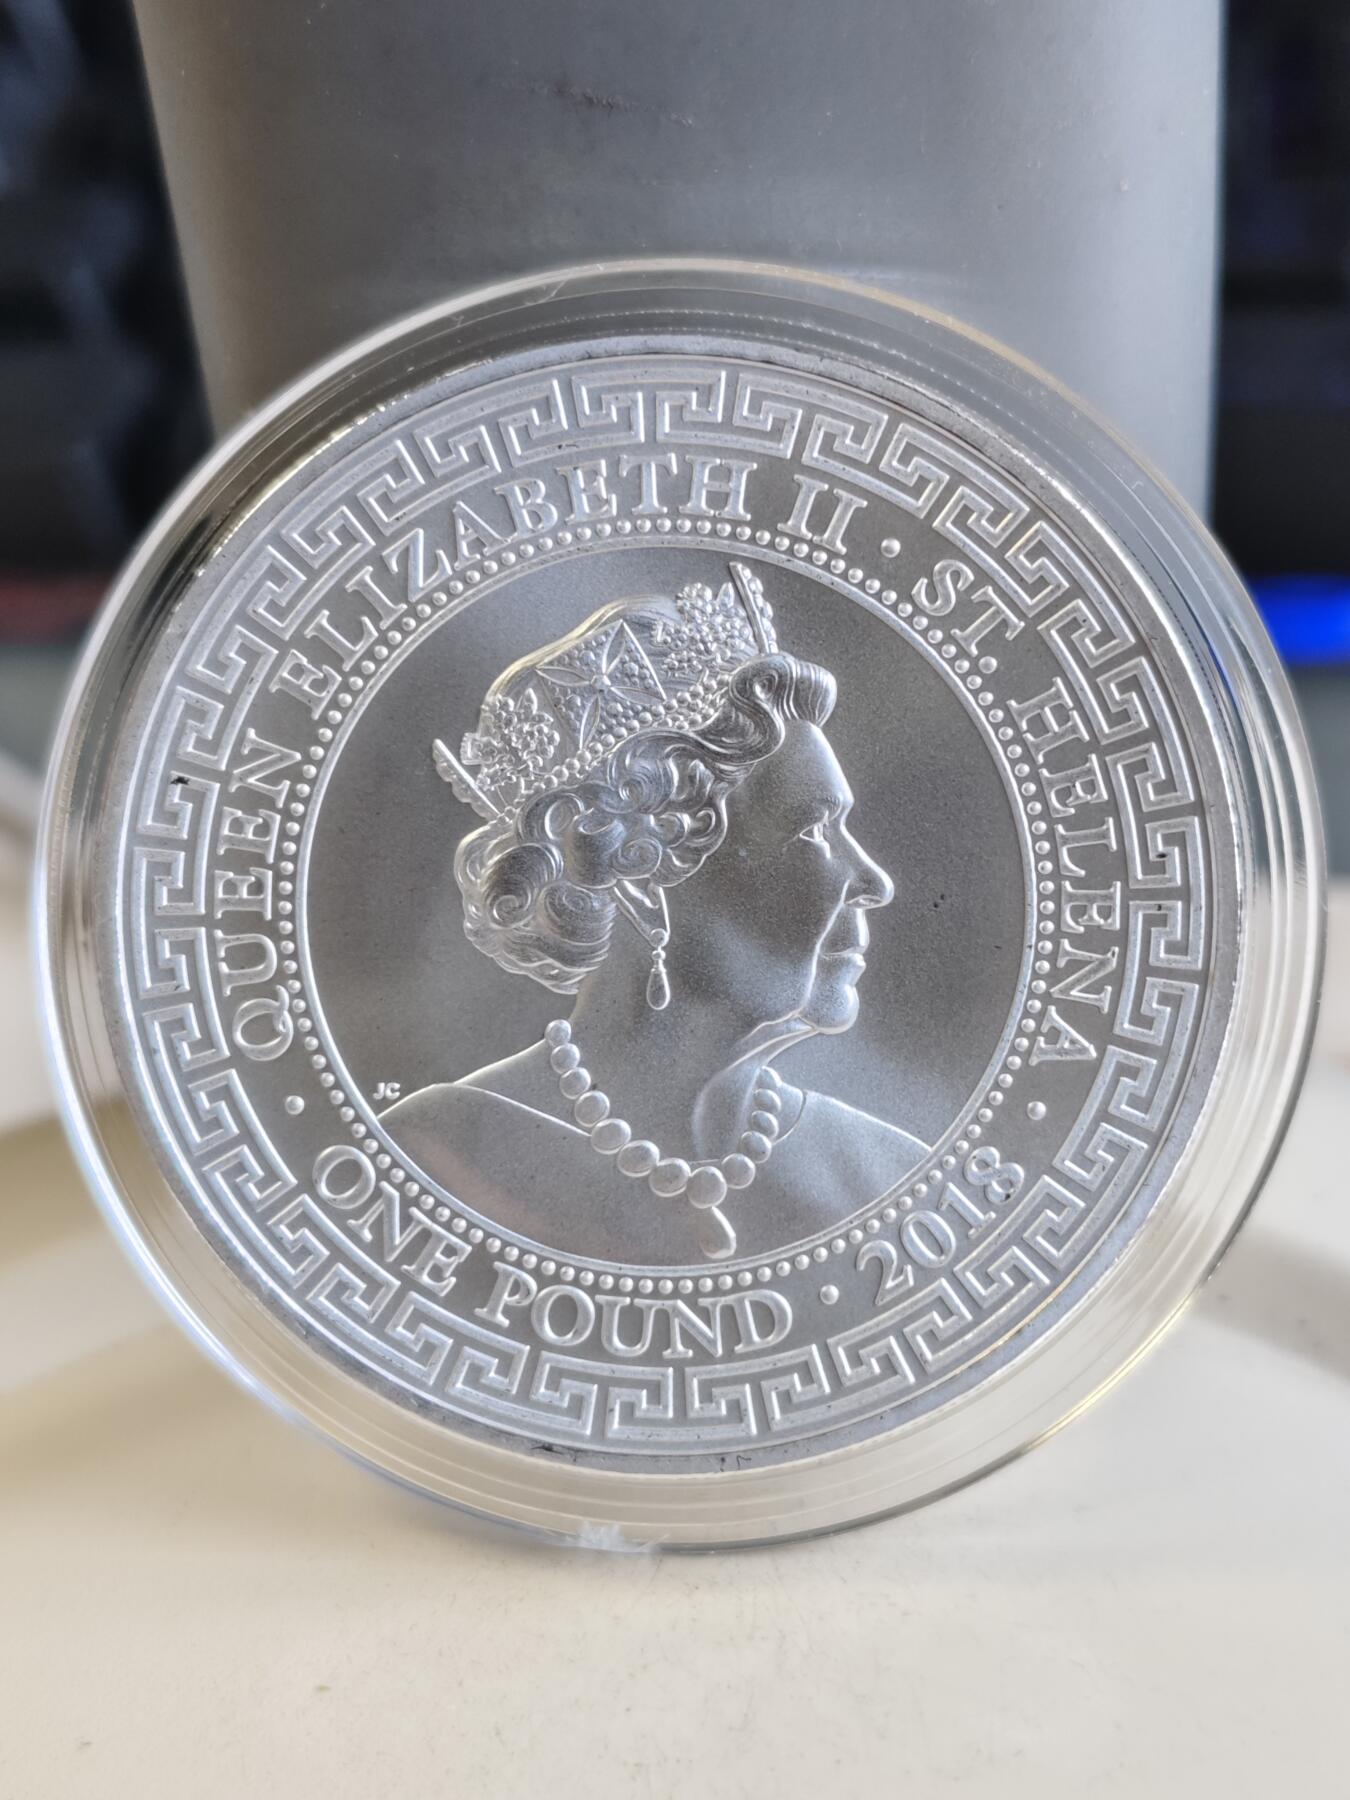 QUEEN ELIZABETH II · ST. HELENA · 2018 · ONE POUND ·
JC